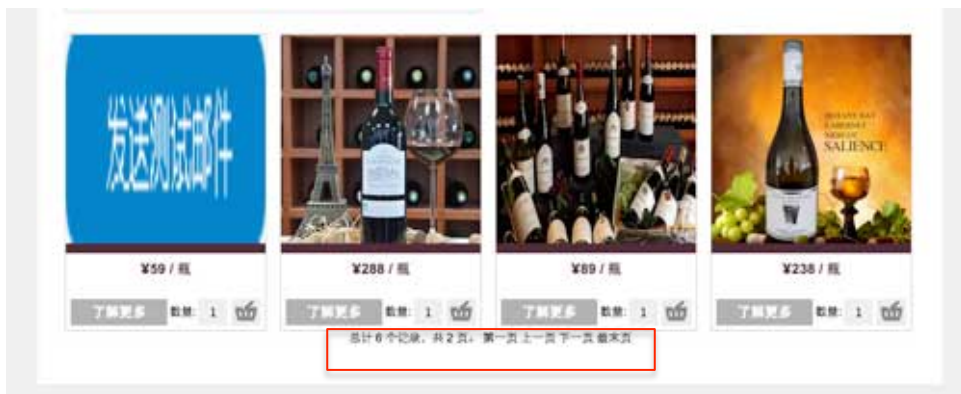 发送测试邮件
SALIENCE
¥59 / 瓶
¥288 / 瓶
¥89 / 瓶
¥238 / 瓶
了解更多 数量: 1
了解更多 数量: 1
了解更多 数量: 1
了解更多 数量: 1
总计 6 个记录，共 2 页。 第一页 上一页 下一页 最末页